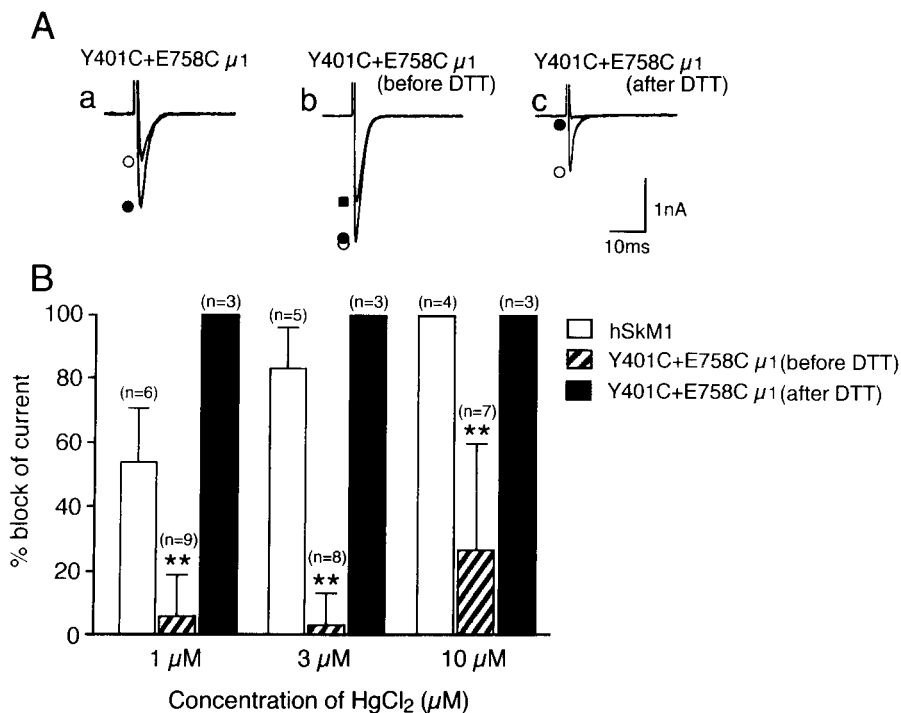 A
Y401C+E758C μ1
a
Y401C+E758C μ1
(before DTT)
b
Y401C+E758C μ1
(after DTT)
c
1nA
10ms
B
% block of current
100
80
60
40
20
0
(n=6)
(n=9)
**
(n=3)
(n=5)
(n=8)
**
(n=3)
(n=4)
(n=7)
**
(n=3)
1 μM
3 μM
10 μM
Concentration of HgCl₂ (μM)
hSkM1
Y401C+E758C μ1(before DTT)
Y401C+E758C μ1(after DTT)